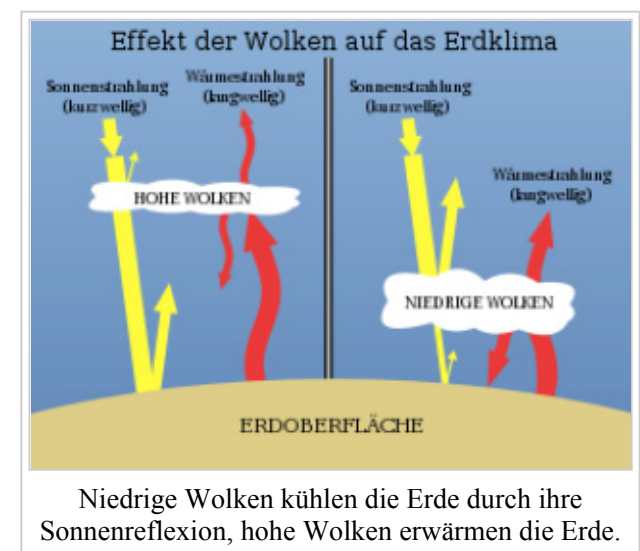 Effekt der Wolken auf das Erdklima
Sonnenstrahlung
(kurzwellig)
Wärmestrahlung
(langwellig)
HOHE WOLKEN
Sonnenstrahlung
(kurzwellig)
Wärmestrahlung
(langwellig)
NIEDRIGE WOLKEN
ERDOBERFLÄCHE
Niedrige Wolken kühlen die Erde durch ihre
Sonnenreflexion, hohe Wolken erwärmen die Erde.